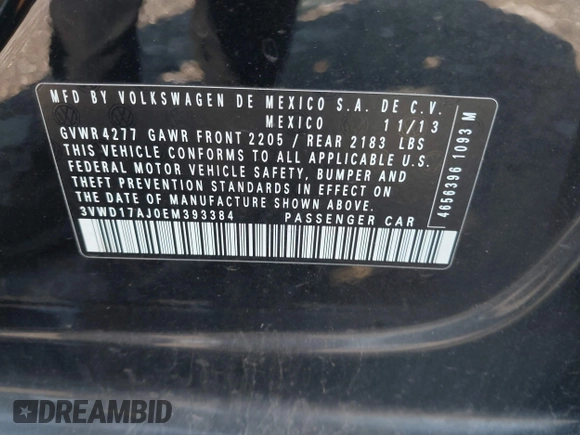 MFD BY VOLKSWAGEN DE MEXICO S.A. DE C.V.
MEXICO 11/13
GVWR 4277 GAWR FRONT 2205 / REAR 2183 LBS
THIS VEHICLE CONFORMS TO ALL APPLICABLE U.S.
FEDERAL MOTOR VEHICLE SAFETY, BUMPER AND
THEFT PREVENTION STANDARDS IN EFFECT ON
THE DATE OF MANUFACTURE SHOWN ABOVE.
3VWD17AJ0EM393384 PASSENGER CAR
4656396 1093 M
DREAMBID